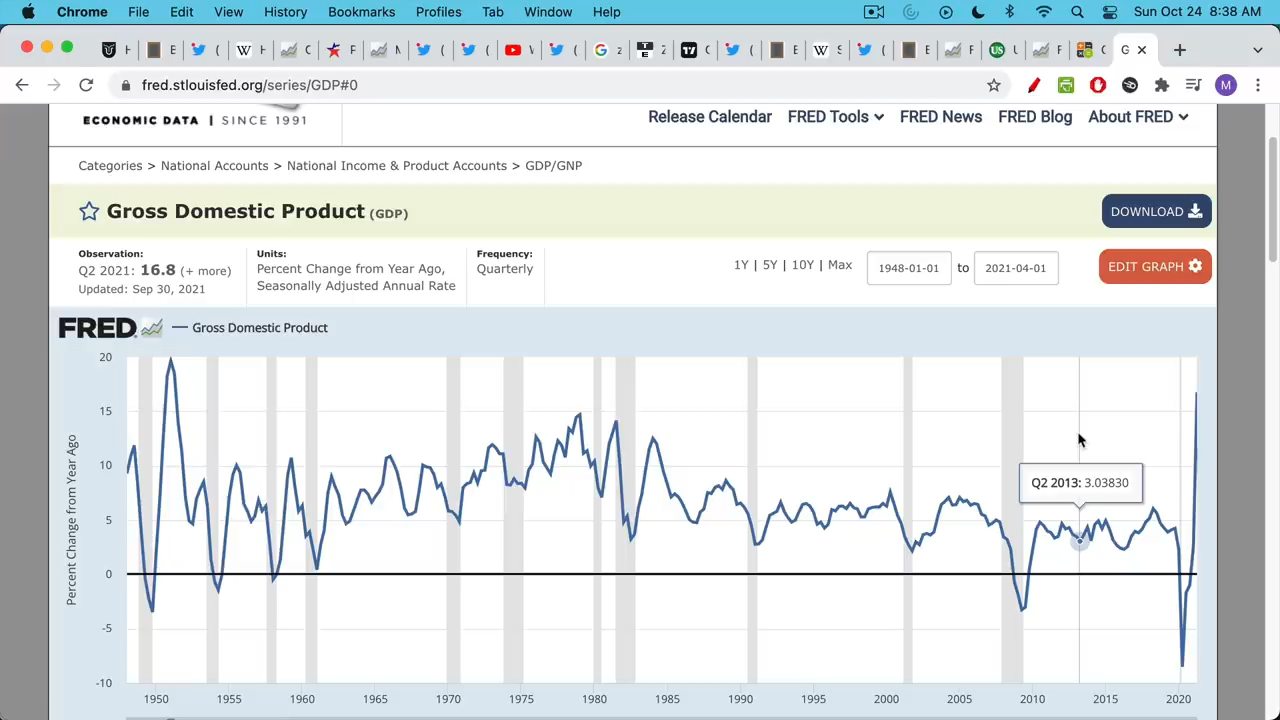 Chrome File Edit View History Bookmarks Profiles Tab Window Help Sun Oct 24 8:38 AM
fred.stlouisfed.org/series/GDP#0
M
ECONOMIC DATA | SINCE 1991
Release Calendar FRED Tools FRED News FRED Blog About FRED
Categories > National Accounts > National Income & Product Accounts > GDP/GNP
Gross Domestic Product (GDP)
DOWNLOAD
Observation:
Q2 2021: 16.8 (+ more)
Updated: Sep 30, 2021
Units:
Percent Change from Year Ago,
Seasonally Adjusted Annual Rate
Frequency:
Quarterly
1Y | 5Y | 10Y | Max
1948-01-01 to 2021-04-01
EDIT GRAPH
FRED
Gross Domestic Product
Percent Change from Year Ago
20
15
10
5
0
-5
-10
Q2 2013: 3.03830
1950 1955 1960 1965 1970 1975 1980 1985 1990 1995 2000 2005 2010 2015 2020